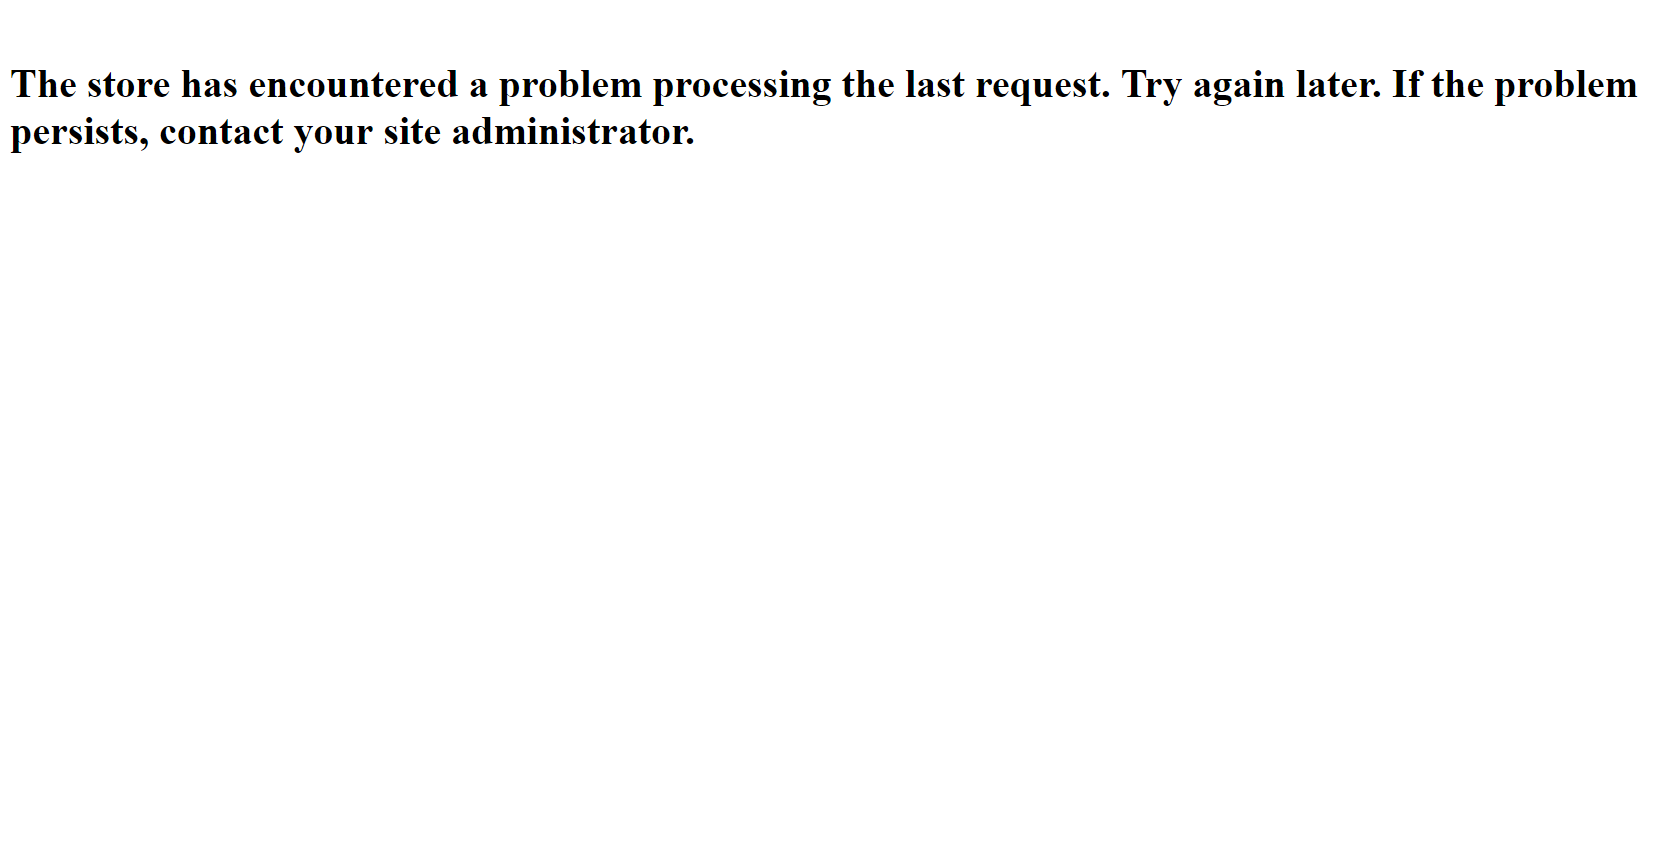 The store has encountered a problem processing the last request. Try again later. If the problem
persists, contact your site administrator.